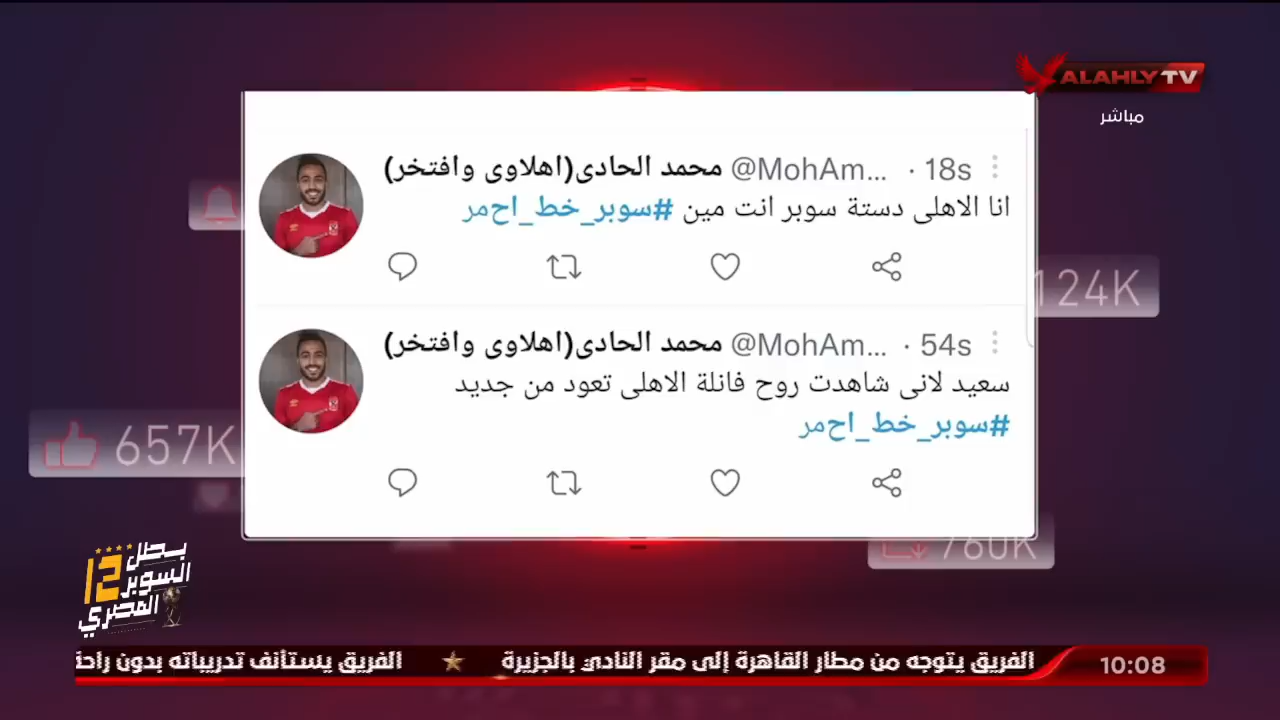 ALAHLY TV
مباشر
محمد الحادى(اهلاوى وافتخر) @MohAm... · 18s
انا الاهلى دستة سوبر انت مين #سوبر_خط_احمر
124K
محمد الحادى(اهلاوى وافتخر) @MohAm... · 54s
سعيد لانى شاهدت روح فانلة الاهلى تعود من جديد
#سوبر_خط_احمر
657K
760K
بطل
السوبر 12
المصري
الفريق يتوجه من مطار القاهرة إلى مقر النادي بالجزيرة ★ الفريق يستأنف تدريباته بدون راحة
10:08